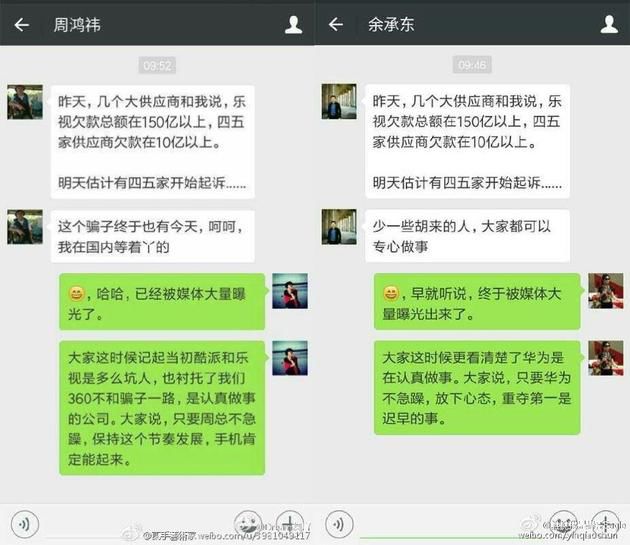 周鸿祎
09:52
昨天，几个大供应商和我说，乐
视欠款总额在150亿以上，四五
家供应商欠款在10亿以上。
明天估计有四五家开始起诉……
这个骗子终于也有今天，呵呵，
我在国内等着丫的
😄，哈哈，已经被媒体大量曝
光了。
大家这时候记起当初酷派和乐
视是多么坑人，也衬托了我们
360不和骗子一路，是认真做事
的公司。大家说，只要周总不急
躁，保持这个节奏发展，手机肯
定能起来。
余承东
09:46
昨天，几个大供应商和我说，乐
视欠款总额在150亿以上，四五
家供应商欠款在10亿以上。
明天估计有四五家开始起诉……
少一些胡来的人，大家都可以
专心做事
😄，早就听说，终于被媒体大
量曝光出来了。
大家这时候更看清楚了华为是
在认真做事。大家说，只要华为
不急躁，放下心态，重夺第一是
迟早的事。
weibo.com/yinqiaochun